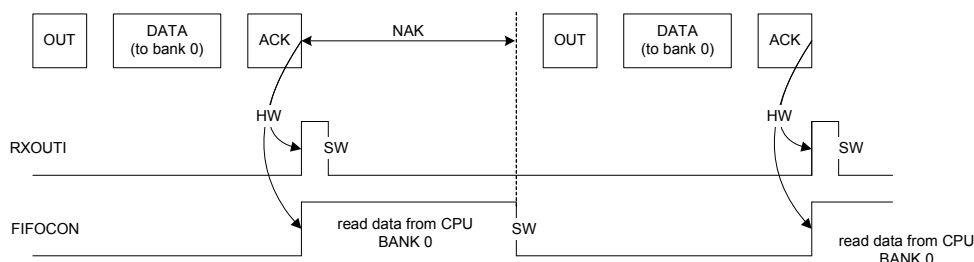 OUT DATA (to bank 0) ACK NAK OUT DATA (to bank 0) ACK
HW HW
RXOUTI SW SW
FIFOCON read data from CPU BANK 0 SW read data from CPU BANK 0